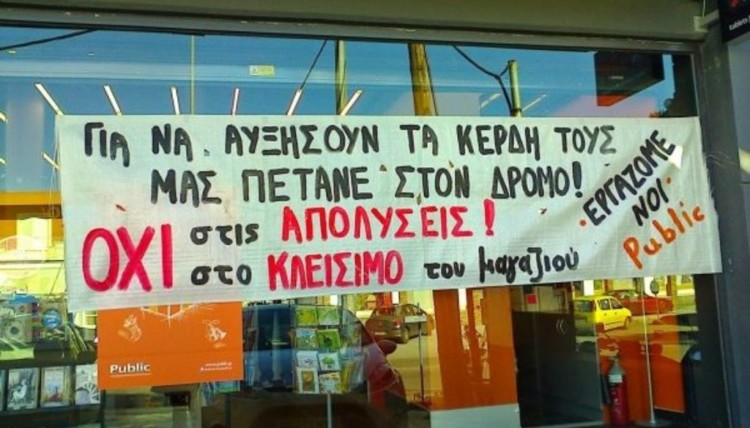 ΓΙΑ ΝΑ ΑΥΞΗΣΟΥΝ ΤΑ ΚΕΡΔΗ ΤΟΥΣ
ΜΑΣ ΠΕΤΑΝΕ ΣΤΟΝ ΔΡΟΜΟ!
ΟΧΙ στις ΑΠΟΛΥΣΕΙΣ!
στο ΚΛΕΙΣΙΜΟ του μαγαζιού
·ΕΡΓΑΖΟΜΕ
ΝΟΙ·
Public
Public